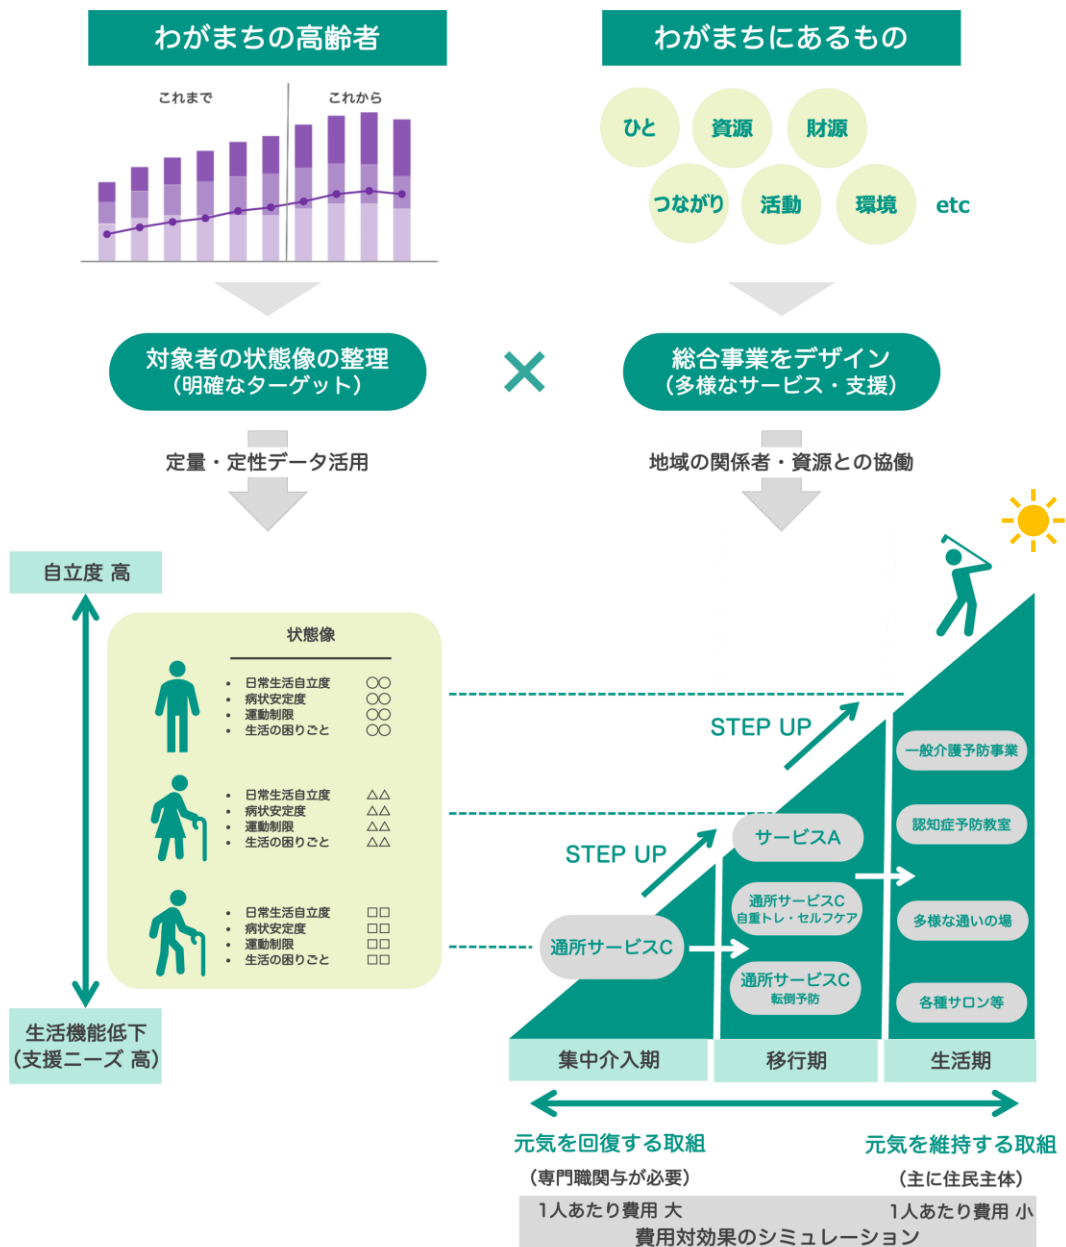 わがまちの高齢者
これまで
これから
わがまちにあるもの
ひと
資源
財源
つながり
活動
環境
etc
対象者の状態像の整理
（明確なターゲット）
×
総合事業をデザイン
（多様なサービス・支援）
定量・定性データ活用
地域の関係者・資源との協働
自立度 高
状態像
• 日常生活自立度 〇〇
• 病状安定度 〇〇
• 運動制限 〇〇
• 生活の困りごと 〇〇
• 日常生活自立度 △△
• 病状安定度 △△
• 運動制限 △△
• 生活の困りごと △△
• 日常生活自立度 □□
• 病状安定度 □□
• 運動制限 □□
• 生活の困りごと □□
生活機能低下
（支援ニーズ 高）
STEP UP
STEP UP
通所サービスC
サービスA
通所サービスC
自重トレ・セルフケア
通所サービスC
転倒予防
一般介護予防事業
認知症予防教室
多様な通いの場
各種サロン等
集中介入期
移行期
生活期
元気を回復する取組
（専門職関与が必要）
元気を維持する取組
（主に住民主体）
1人あたり費用 大
1人あたり費用 小
費用対効果のシミュレーション